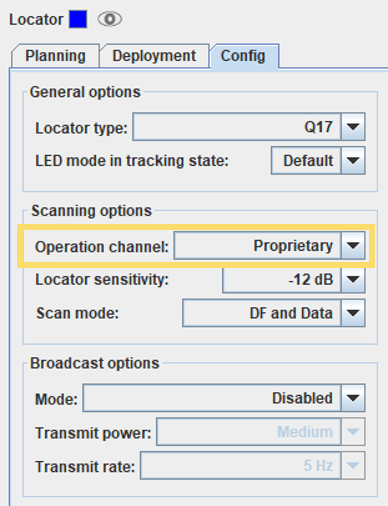 Locator
Planning Deployment Config
General options
Locator type: Q17
LED mode in tracking state: Default
Scanning options
Operation channel: Proprietary
Locator sensitivity: -12 dB
Scan mode: DF and Data
Broadcast options
Mode: Disabled
Transmit power: Medium
Transmit rate: 5 Hz